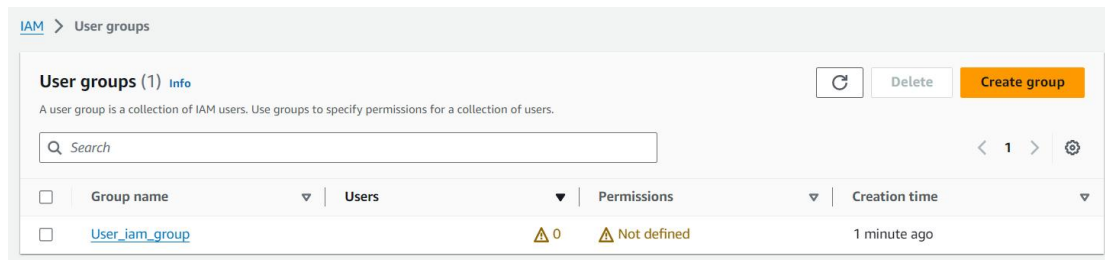 IAM > User groups
User groups (1) Info
Delete
Create group
A user group is a collection of IAM users. Use groups to specify permissions for a collection of users.
Search
< 1 >
Group name Users Permissions Creation time
User_iam_group 0 Not defined 1 minute ago